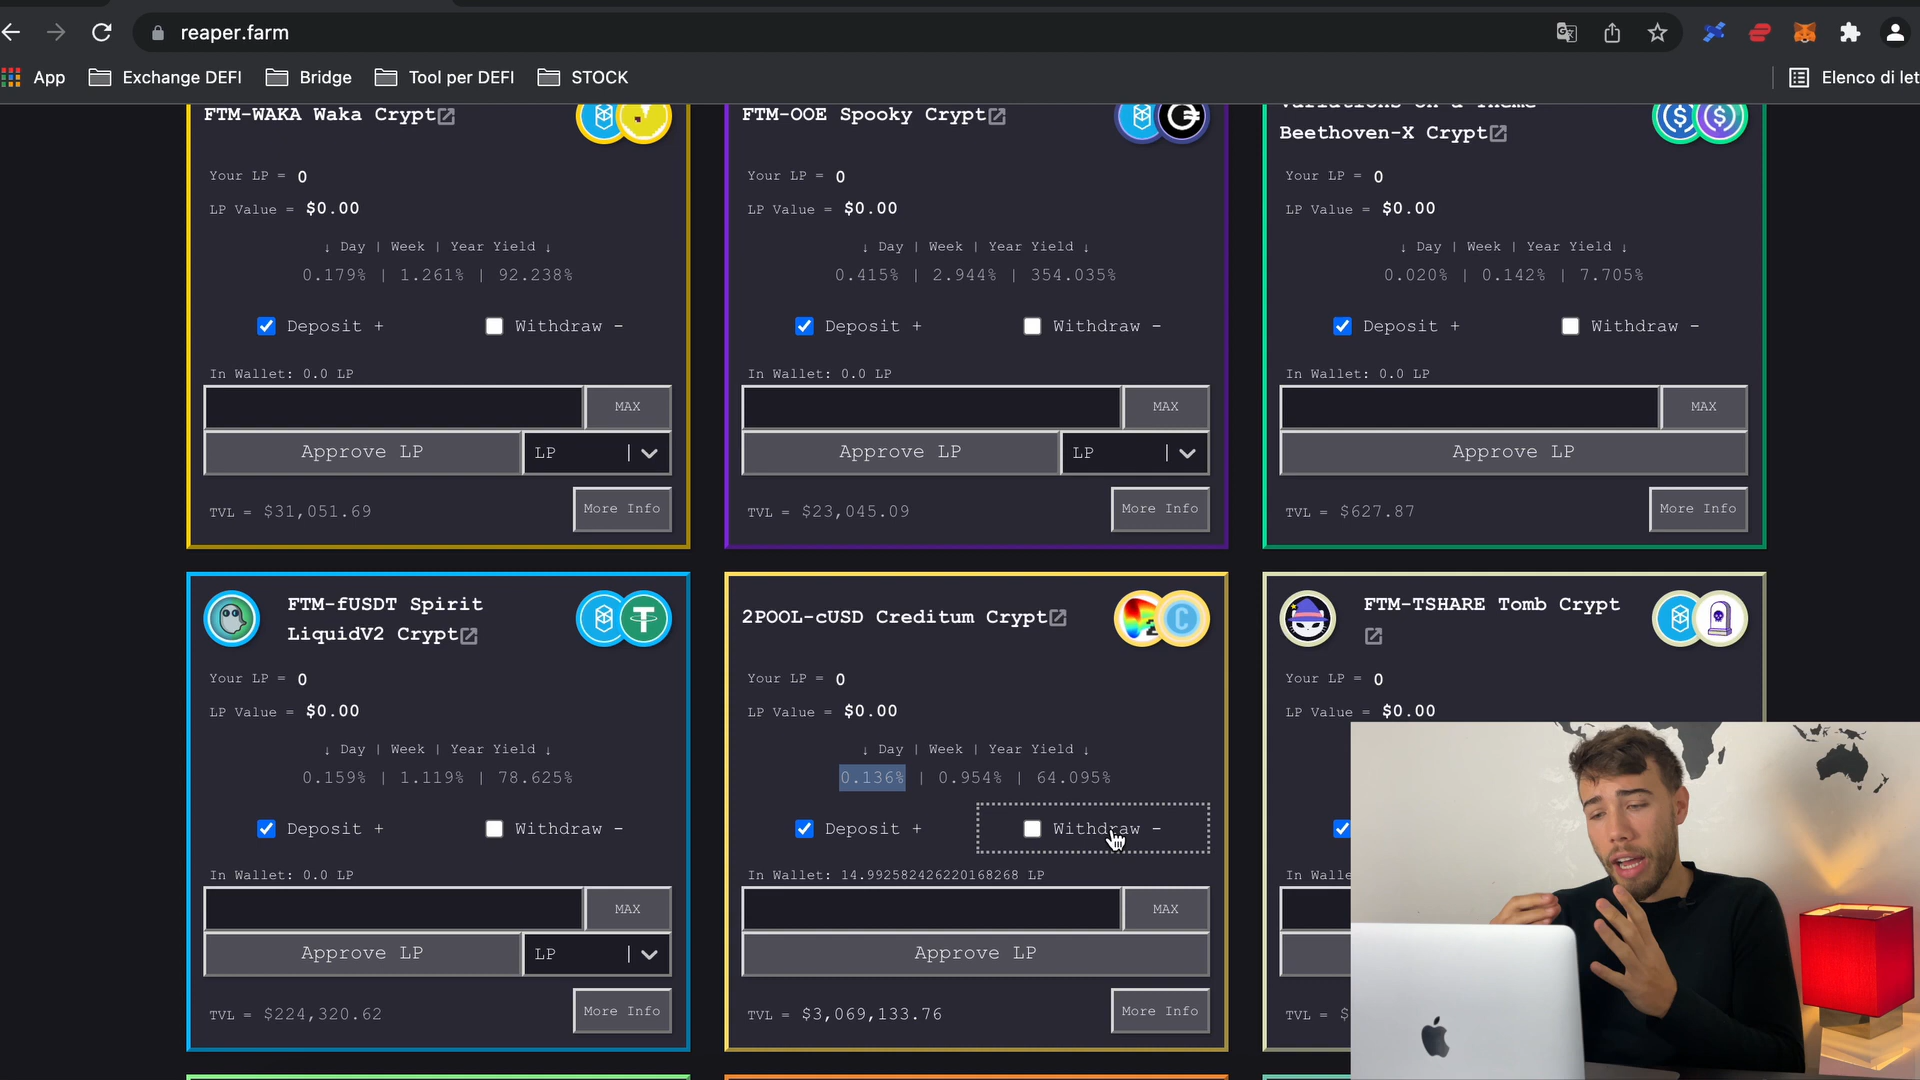 reaper.farm
App Exchange DEFI Bridge Tool per DEFI STOCK Elenco di let
FTM-WAKA Waka Crypt
Your LP = 0
LP Value = $0.00
↓ Day | Week | Year Yield ↓
0.179% | 1.261% | 92.238%
Deposit + Withdraw -
In Wallet: 0.0 LP
MAX
Approve LP LP
TVL = $31,051.69 More Info
FTM-OOE Spooky Crypt
Your LP = 0
LP Value = $0.00
↓ Day | Week | Year Yield ↓
0.415% | 2.944% | 354.035%
Deposit + Withdraw -
In Wallet: 0.0 LP
MAX
Approve LP LP
TVL = $23,045.09 More Info
Variations on a Theme
Beethoven-X Crypt
Your LP = 0
LP Value = $0.00
↓ Day | Week | Year Yield ↓
0.020% | 0.142% | 7.705%
Deposit + Withdraw -
In Wallet: 0.0 LP
MAX
Approve LP
TVL = $627.87 More Info
FTM-fUSDT Spirit
LiquidV2 Crypt
Your LP = 0
LP Value = $0.00
↓ Day | Week | Year Yield ↓
0.159% | 1.119% | 78.625%
Deposit + Withdraw -
In Wallet: 0.0 LP
MAX
Approve LP LP
TVL = $224,320.62 More Info
2POOL-cUSD Creditum Crypt
Your LP = 0
LP Value = $0.00
↓ Day | Week | Year Yield ↓
0.136% | 0.954% | 64.095%
Deposit + Withdraw -
In Wallet: 14.992582426220168268 LP
MAX
Approve LP
TVL = $3,069,133.76 More Info
FTM-TSHARE Tomb Crypt
Your LP = 0
LP Value = $0.00
In Walle
TVL = $